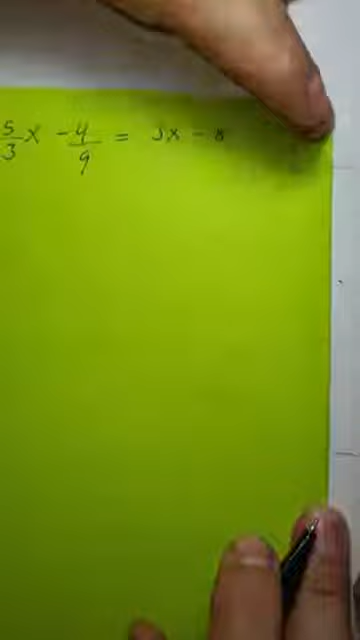 5/3 x - 4/9 = 3x - 8